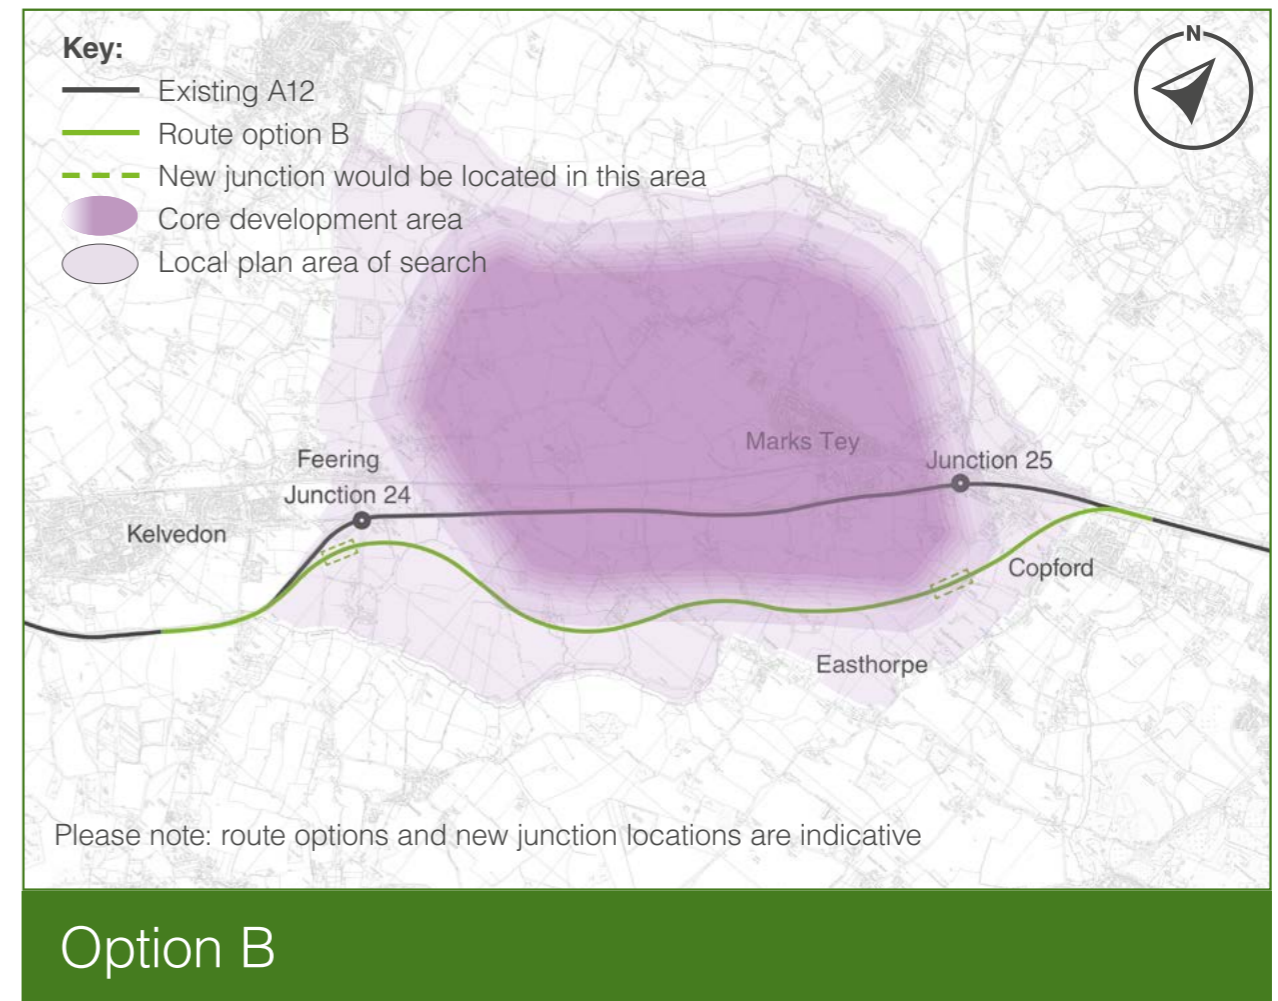 Key:
Existing A12
Route option B
New junction would be located in this area
Core development area
Local plan area of search
N
Marks Tey
Feering
Junction 25
Junction 24
Kelvedon
Copford
Easthorpe
Please note: route options and new junction locations are indicative
Option B